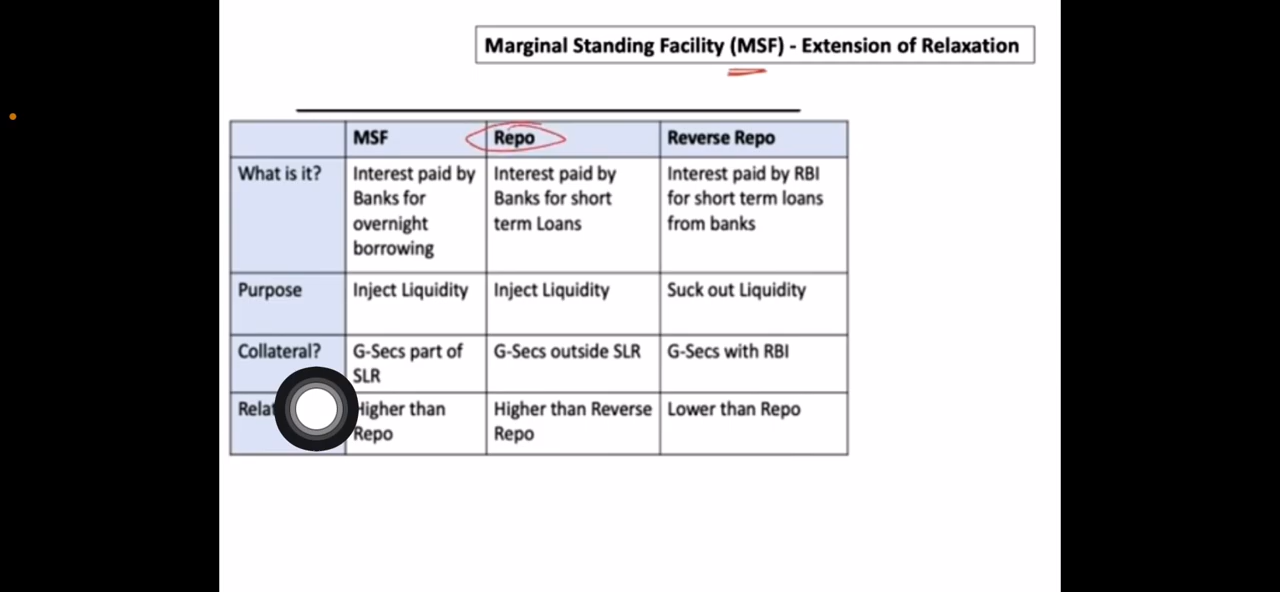 Marginal Standing Facility (MSF) - Extension of Relaxation
MSF Repo Reverse Repo
What is it? Interest paid by Interest paid by Interest paid by RBI
Banks for Banks for short for short term loans
overnight term Loans from banks
borrowing
Purpose Inject Liquidity Inject Liquidity Suck out Liquidity
Collateral? G-Secs part of G-Secs outside SLR G-Secs with RBI
SLR
Higher than Higher than Reverse Lower than Repo
Repo Repo